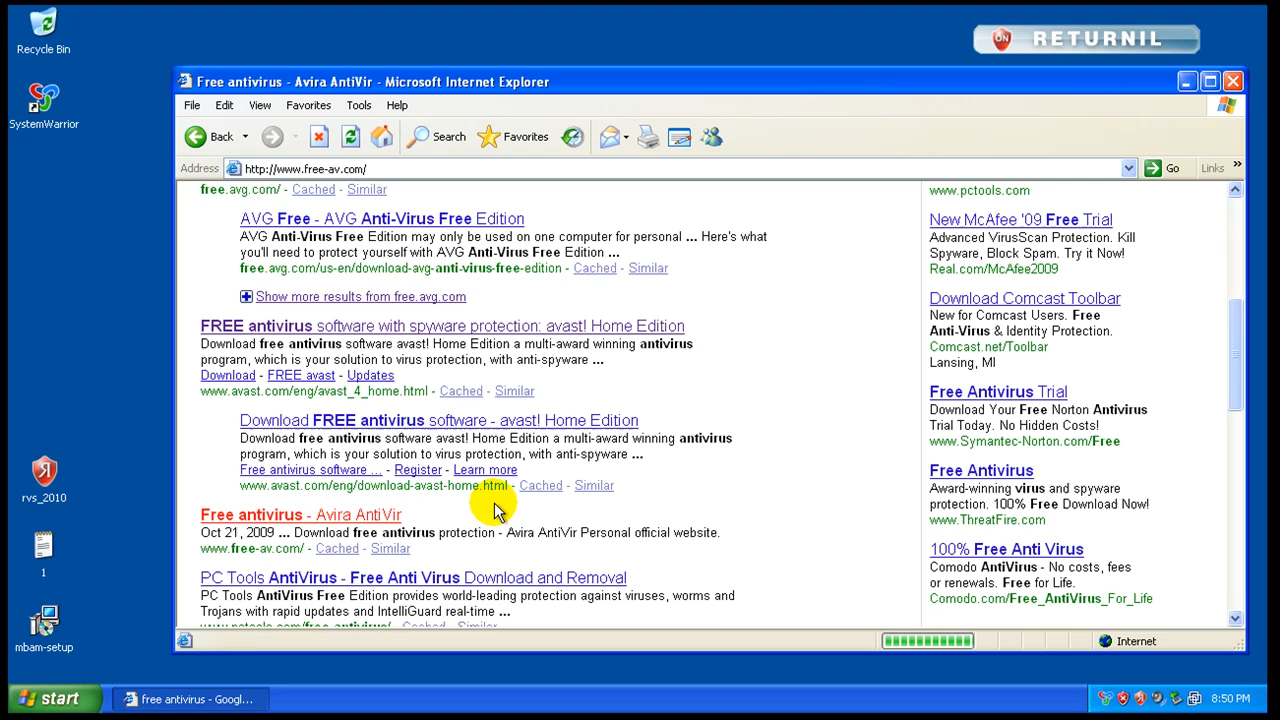 Recycle Bin
SystemWarrior
rvs_2010
1
mbam-setup
ON RETURNIL
Free antivirus - Avira AntiVir - Microsoft Internet Explorer
File Edit View Favorites Tools Help
Back Search Favorites
Address http://www.free-av.com/ Go Links »
free.avg.com/ - Cached - Similar
AVG Free - AVG Anti-Virus Free Edition
AVG Anti-Virus Free Edition may only be used on one computer for personal ... Here's what
you'll need to protect yourself with AVG Anti-Virus Free Edition ...
free.avg.com/us-en/download-avg-anti-virus-free-edition - Cached - Similar
Show more results from free.avg.com
FREE antivirus software with spyware protection: avast! Home Edition
Download free antivirus software avast! Home Edition a multi-award winning antivirus
program, which is your solution to virus protection, with anti-spyware ...
Download - FREE avast - Updates
www.avast.com/eng/avast_4_home.html - Cached - Similar
Download FREE antivirus software - avast! Home Edition
Download free antivirus software avast! Home Edition a multi-award winning antivirus
program, which is your solution to virus protection, with anti-spyware ...
Free antivirus software ... - Register - Learn more
www.avast.com/eng/download-avast-home.html - Cached - Similar
Free antivirus - Avira AntiVir
Oct 21, 2009 ... Download free antivirus protection - Avira AntiVir Personal official website.
www.free-av.com/ - Cached - Similar
PC Tools AntiVirus - Free Anti Virus Download and Removal
PC Tools AntiVirus Free Edition provides world-leading protection against viruses, worms and
Trojans with rapid updates and IntelliGuard real-time ...
www.pctools.com/free-antivirus/ - Cached - Similar
www.pctools.com
New McAfee '09 Free Trial
Advanced VirusScan Protection. Kill
Spyware, Block Spam. Try it Now!
Real.com/McAfee2009
Download Comcast Toolbar
New for Comcast Users. Free
Anti-Virus & Identity Protection.
Comcast.net/Toolbar
Lansing, MI
Free Antivirus Trial
Download Your Free Norton Antivirus
Trial Today. No Hidden Costs!
www.Symantec-Norton.com/Free
Free Antivirus
Award-winning virus and spyware
protection. 100% Free Download Now!
www.ThreatFire.com
100% Free Anti Virus
Comodo AntiVirus - No costs, fees
or renewals. Free for Life.
Comodo.com/Free_AntiVirus_For_Life
Internet
start free antivirus - Googl... 8:50 PM